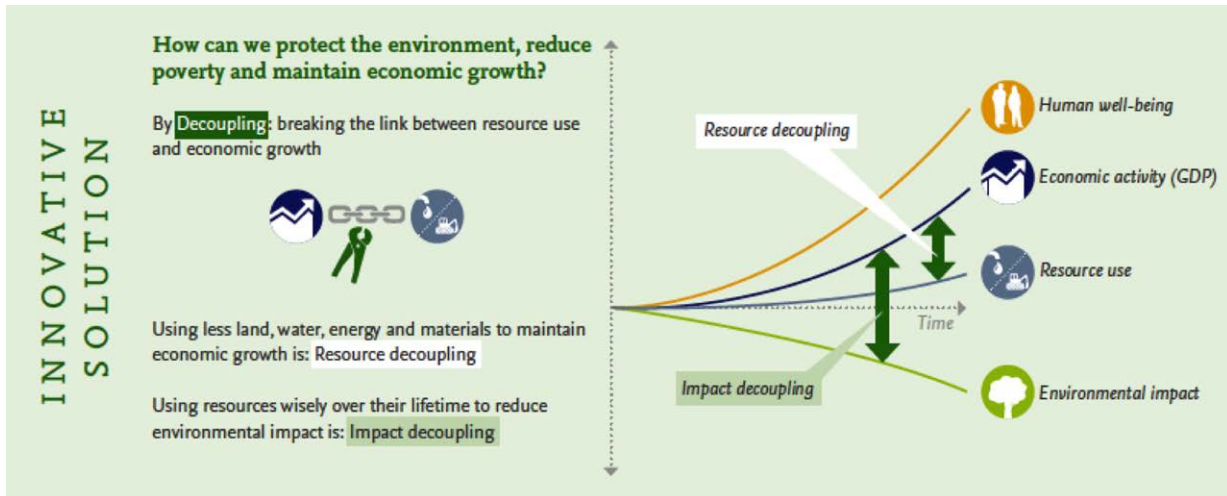 INNOVATIVE
SOLUTION
How can we protect the environment, reduce
poverty and maintain economic growth?
By Decoupling: breaking the link between resource use
and economic growth
Using less land, water, energy and materials to maintain
economic growth is: Resource decoupling
Using resources wisely over their lifetime to reduce
environmental impact is: Impact decoupling
Resource decoupling
Human well-being
Economic activity (GDP)
Resource use
Time
Impact decoupling
Environmental impact